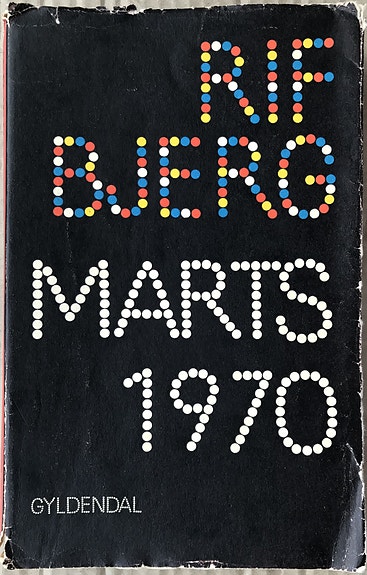 RIF
BJERG
MARTS
1970
GYLDENDAL